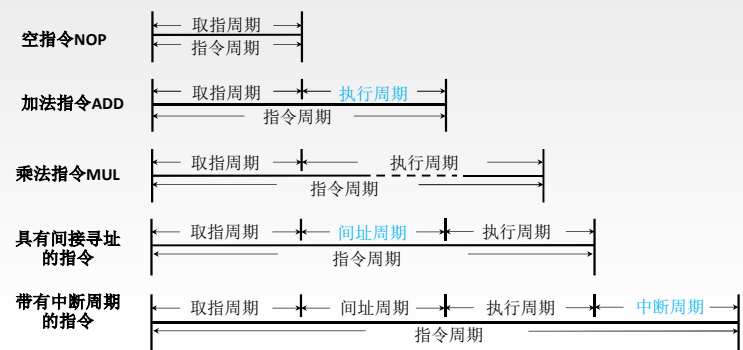 空指令NOP
取指周期
指令周期
加法指令ADD
取指周期 执行周期
指令周期
乘法指令MUL
取指周期 执行周期
指令周期
具有间接寻址
的指令
取指周期 间址周期 执行周期
指令周期
带有中断周期
的指令
取指周期 间址周期 执行周期 中断周期
指令周期